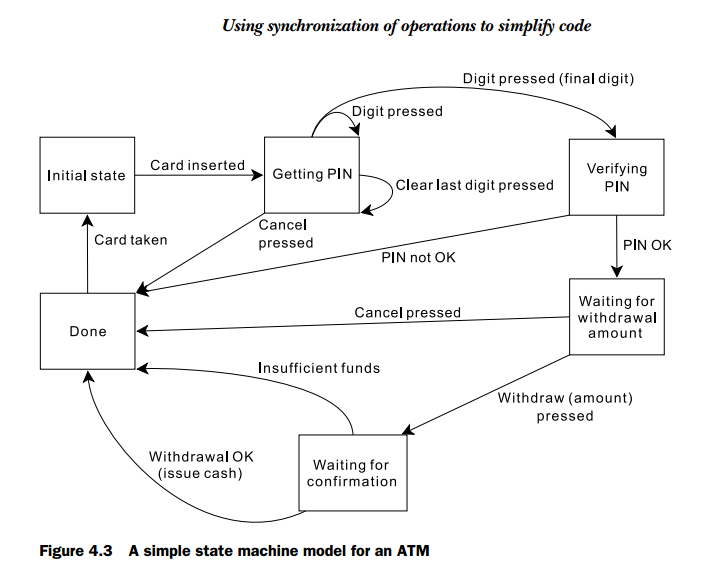 Using synchronization of operations to simplify code
Digit pressed (final digit)
Digit pressed
Initial state
Card inserted
Getting PIN
Clear last digit pressed
Verifying
PIN
Card taken
Cancel
pressed
PIN not OK
PIN OK
Done
Cancel pressed
Waiting for
withdrawal
amount
Insufficient funds
Withdraw (amount)
pressed
Withdrawal OK
(issue cash)
Waiting for
confirmation
Figure 4.3 A simple state machine model for an ATM